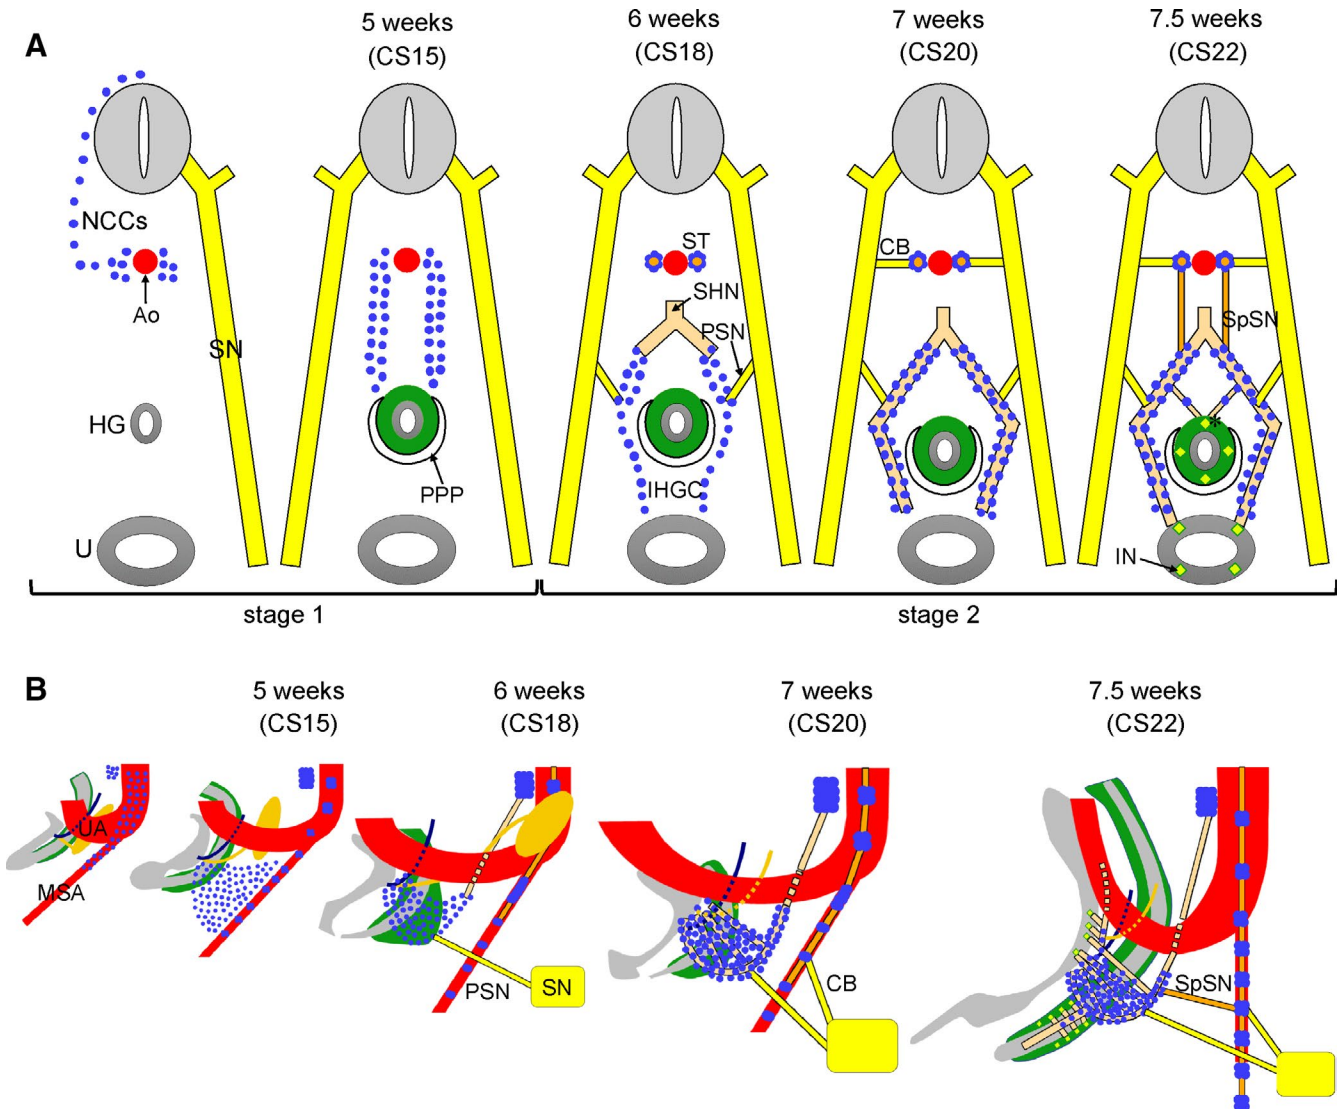 A
5 weeks
(CS15)
6 weeks
(CS18)
7 weeks
(CS20)
7.5 weeks
(CS22)
NCCs
Ao
SN
HG
U
PPP
ST
SHN
PSN
IHGC
CB
SpSN
*
IN
stage 1
stage 2
B
5 weeks
(CS15)
6 weeks
(CS18)
7 weeks
(CS20)
7.5 weeks
(CS22)
UA
MSA
PSN
SN
CB
SpSN